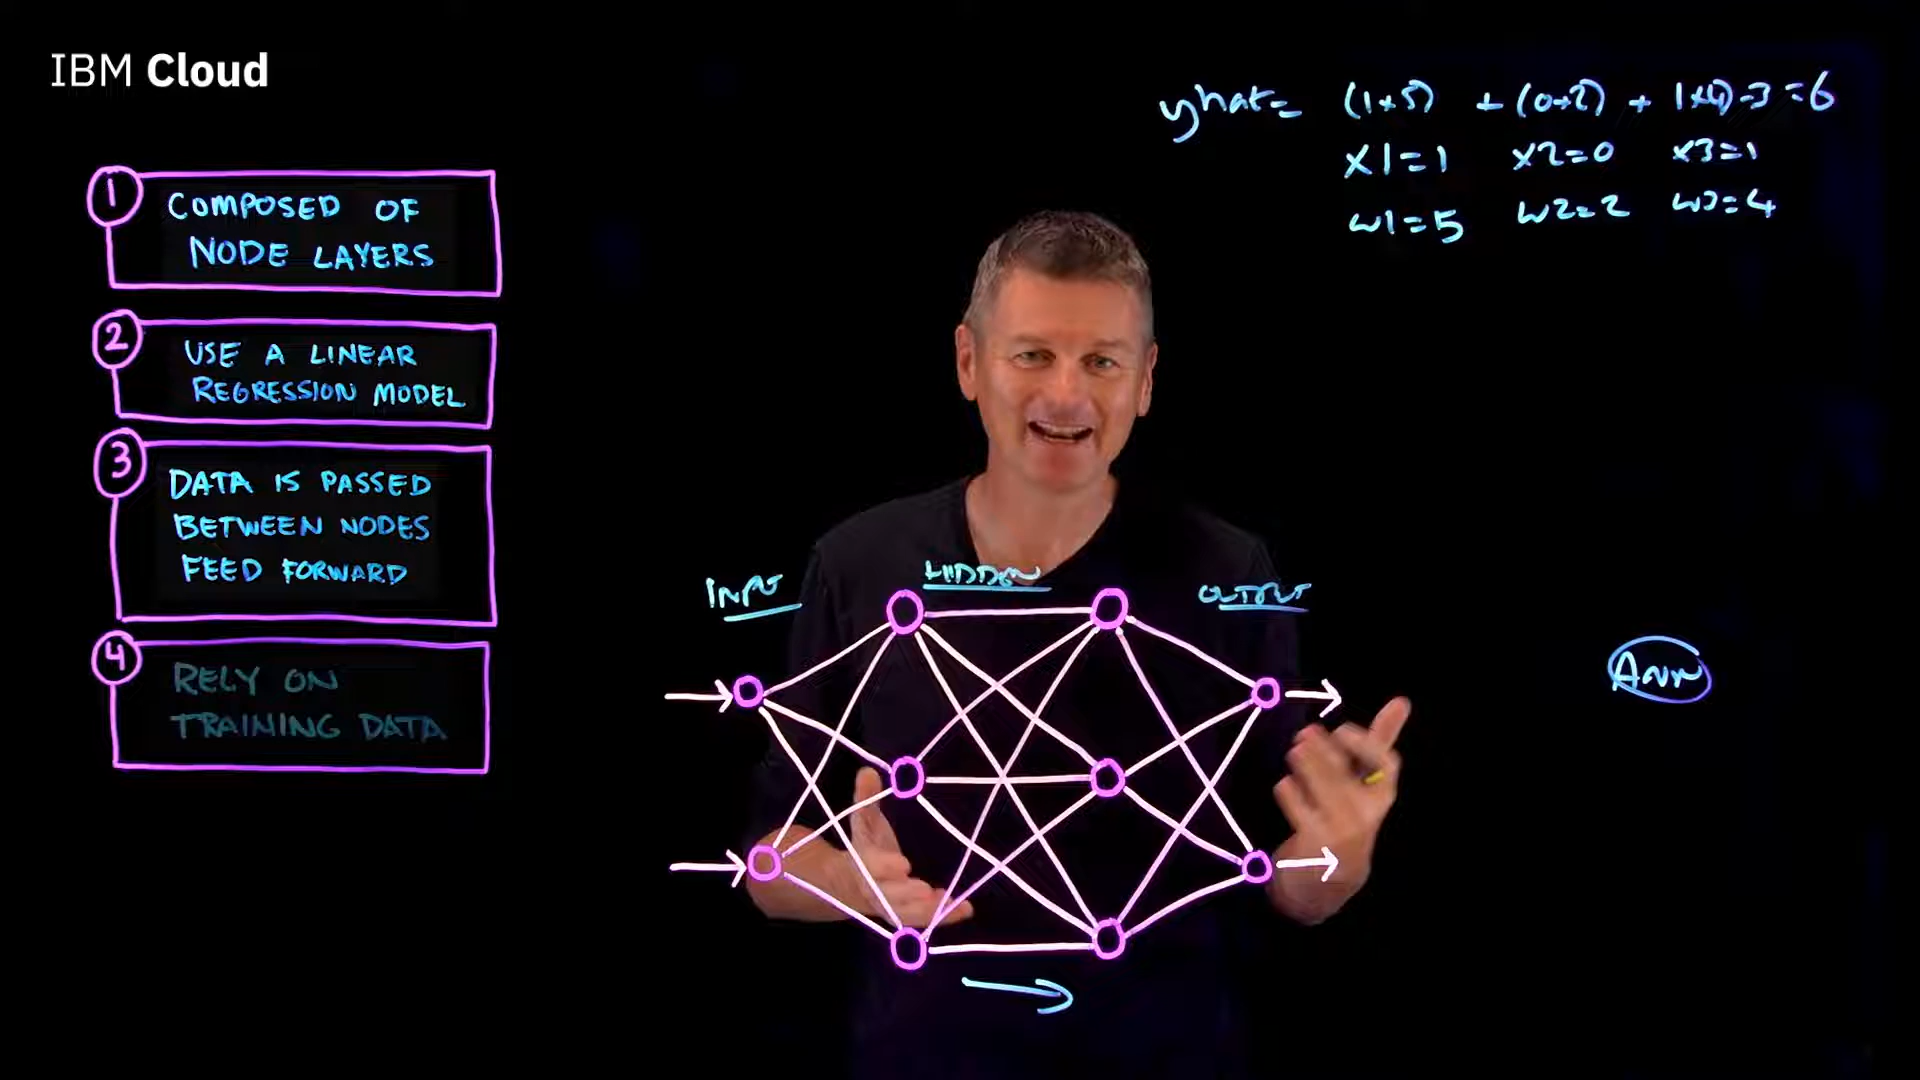 IBM Cloud
yhat= (1*5) + (0*2) + 1*4)-3=6
x1=1 x2=0 x3=1
w1=5 w2=2 w3=4
1 COMPOSED OF
NODE LAYERS
2 USE A LINEAR
REGRESSION MODEL
3 DATA IS PASSED
BETWEEN NODES
FEED FORWARD
4 RELY ON
TRAINING DATA
INPUT HIDDEN OUTPUT
ANN